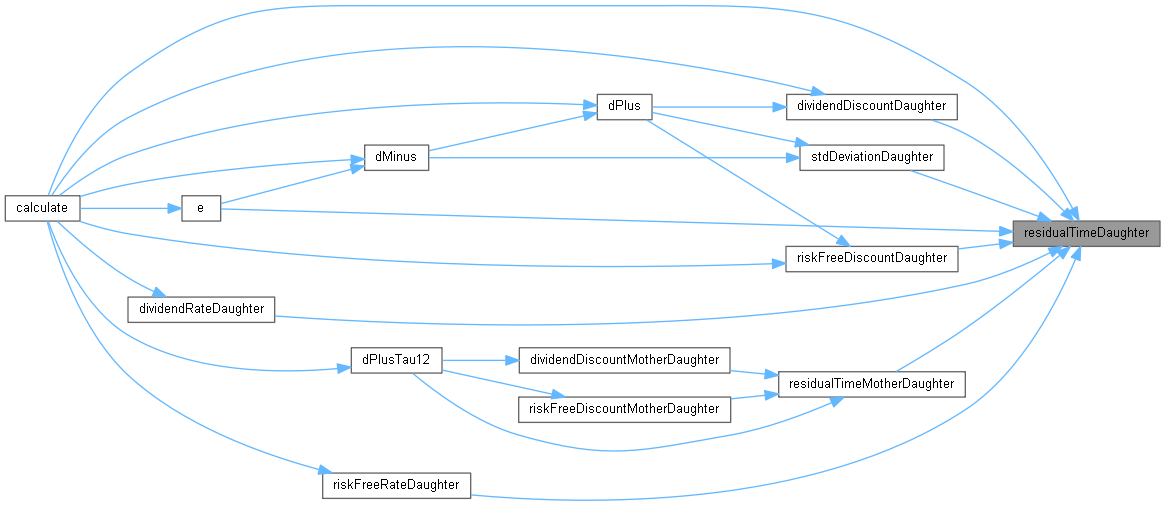 dPlus
dividendDiscountDaughter
dMinus
stdDeviationDaughter
calculate
e
residualTimeDaughter
riskFreeDiscountDaughter
dividendRateDaughter
dPlusTau12
dividendDiscountMotherDaughter
residualTimeMotherDaughter
riskFreeDiscountMotherDaughter
riskFreeRateDaughter